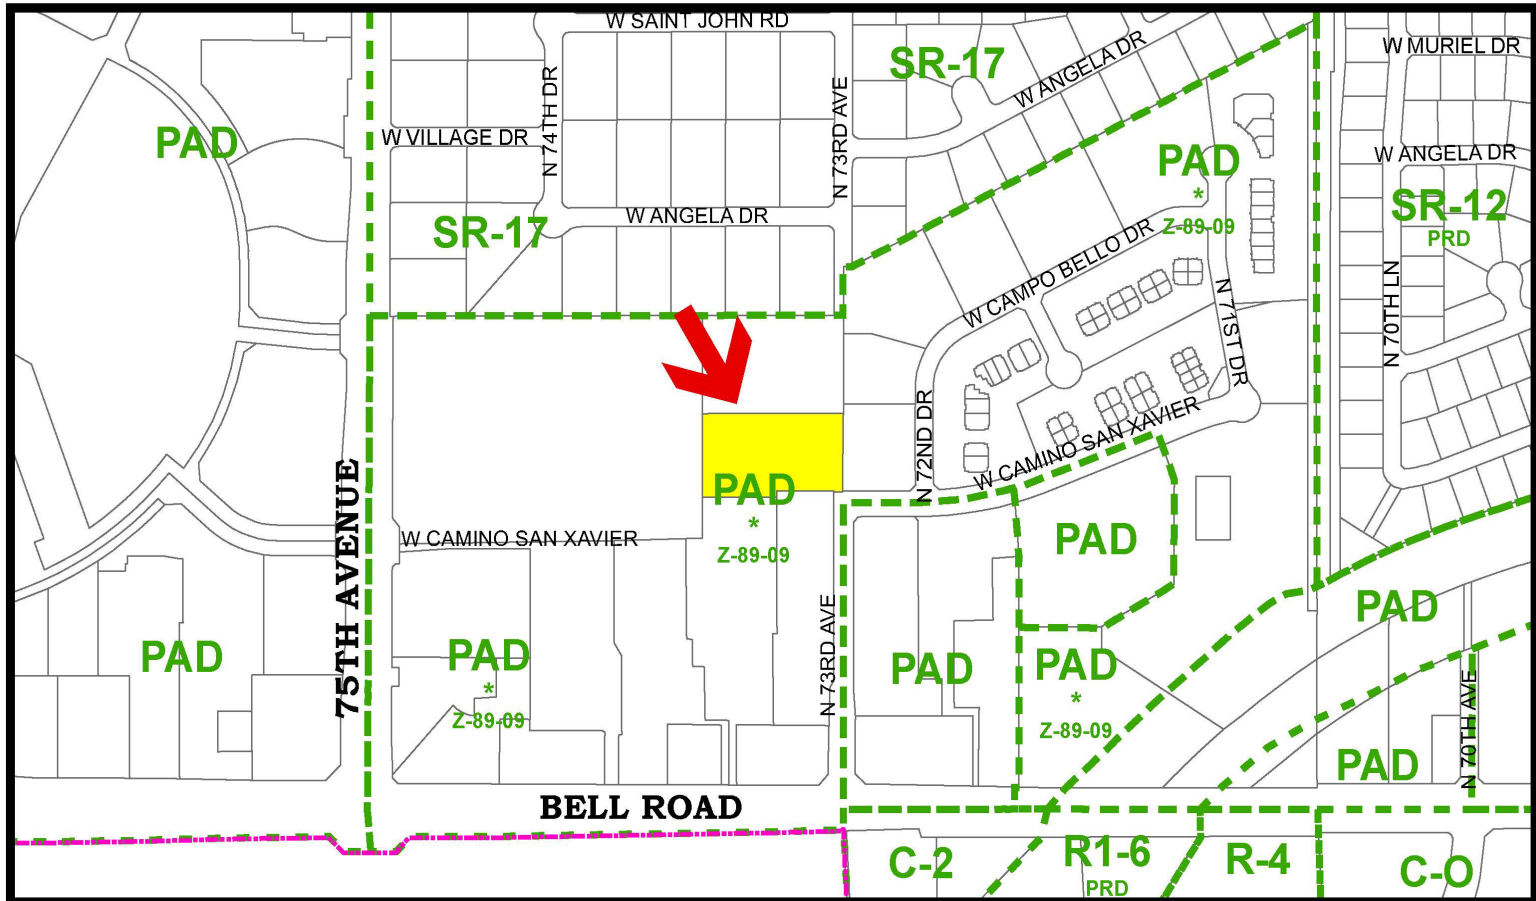 W SAINT JOHN RD
W MURIEL DR
SR-17
W ANGELA DR
N 74TH DR
N 73RD AVE
PAD
W VILLAGE DR
PAD
*
Z-89-09
W ANGELA DR
SR-12
PRD
SR-17
W ANGELA DR
W CAMPO BELLO DR
N 71ST DR
N 70TH LN
N 72ND DR
W CAMINO SAN XAVIER
PAD
*
Z-89-09
W CAMINO SAN XAVIER
PAD
75TH AVENUE
N 73RD AVE
PAD
PAD
PAD
*
Z-89-09
PAD
PAD
*
Z-89-09
N 70TH AVE
PAD
BELL ROAD
C-2
R1-6
PRD
R-4
C-O